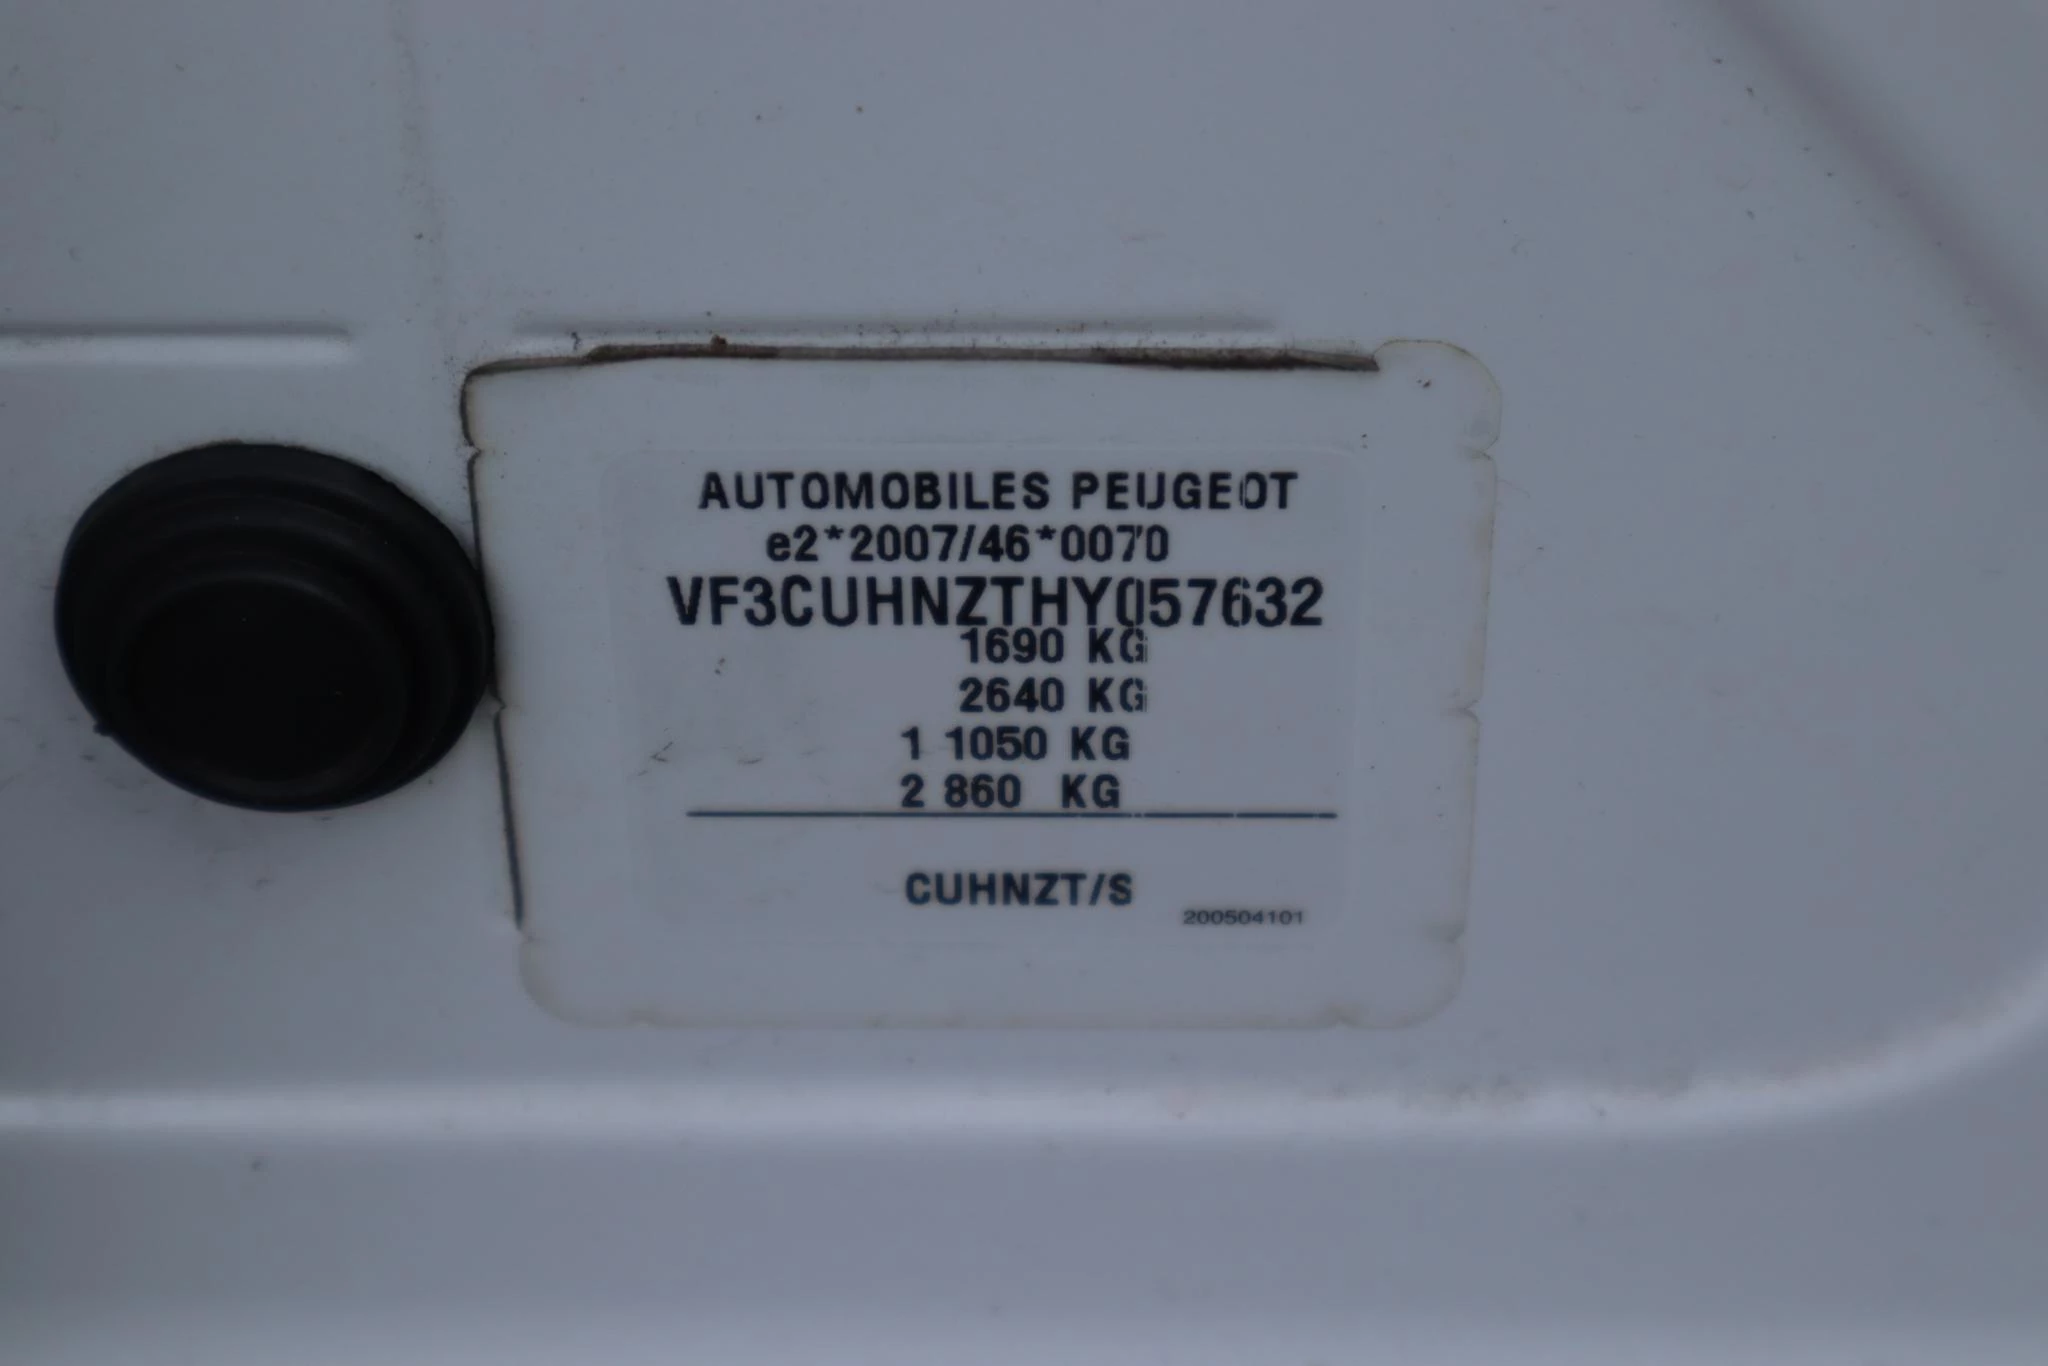 AUTOMOBILES PEUGEOT
e2*2007/46*0070
VF3CUHNZTHY057632
1690 KG
2640 KG
1 1050 KG
2 860 KG
CUHNZT/S
200504101